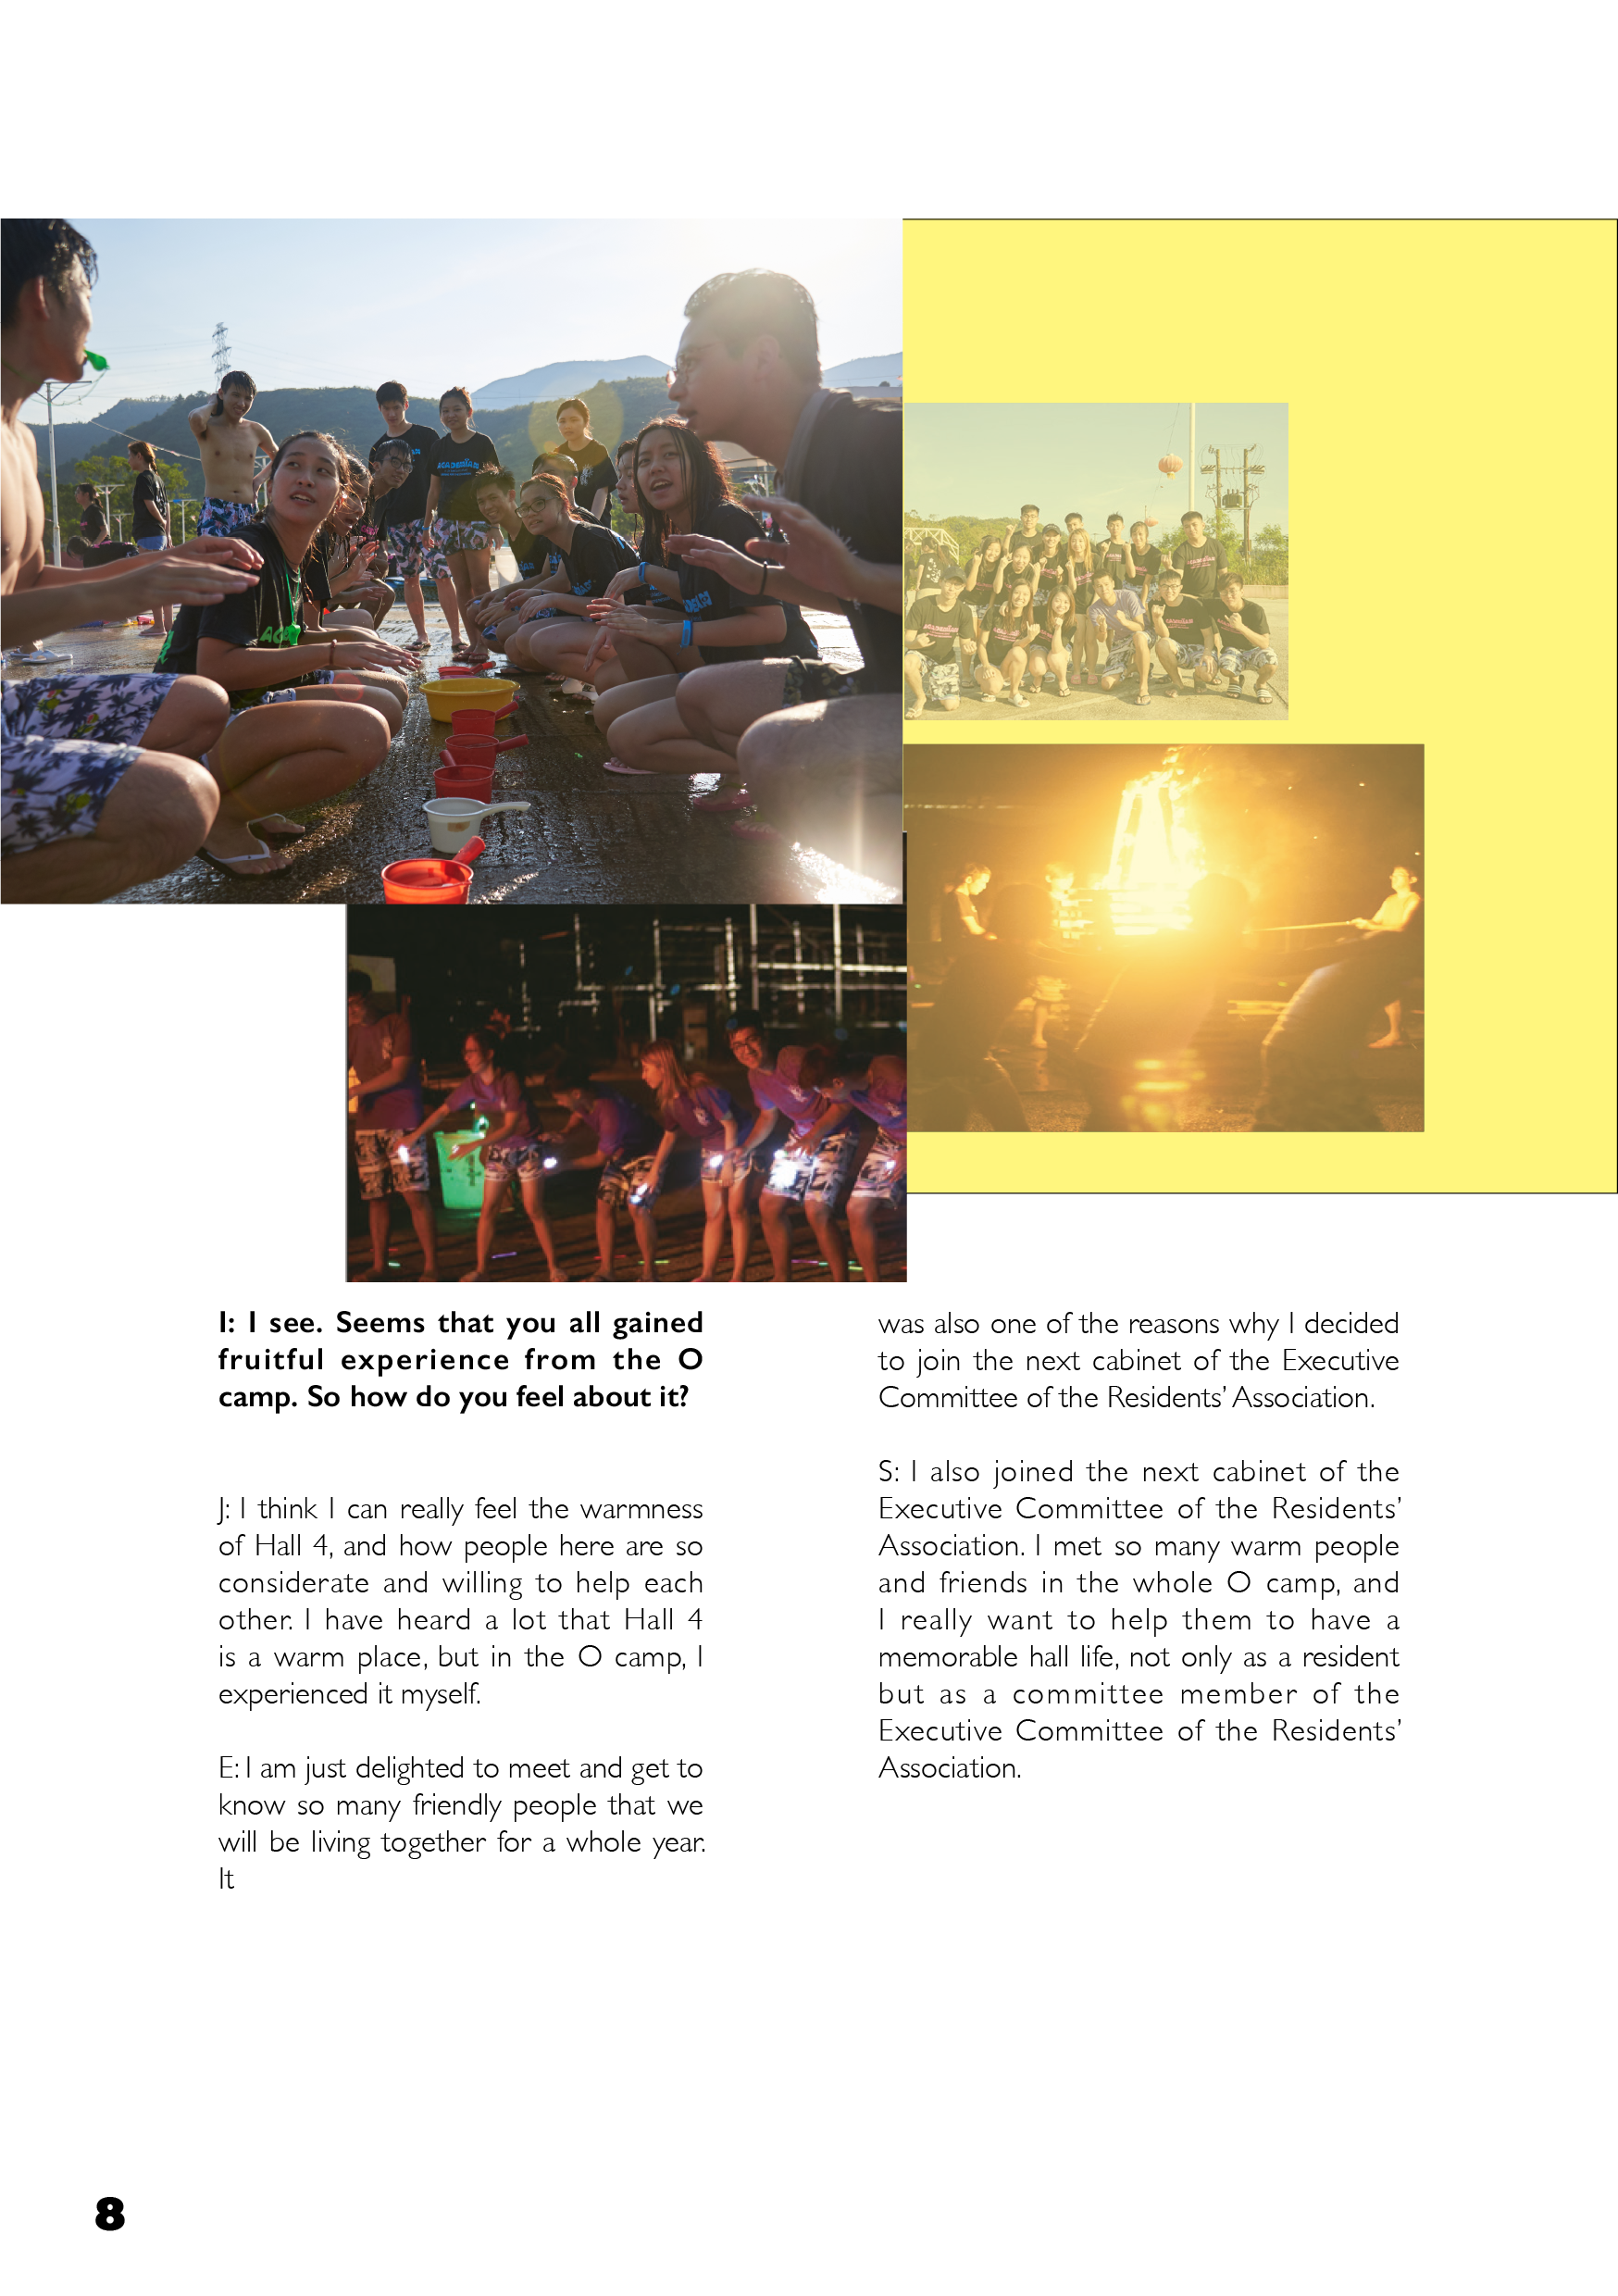 ACADEMIAN
I: I see. Seems that you all gained
fruitful experience from the O
camp. So how do you feel about it?
J: I think I can really feel the warmness
of Hall 4, and how people here are so
considerate and willing to help each
other. I have heard a lot that Hall 4
is a warm place, but in the O camp, I
experienced it myself.
E: I am just delighted to meet and get to
know so many friendly people that we
will be living together for a whole year.
It
was also one of the reasons why I decided
to join the next cabinet of the Executive
Committee of the Residents’ Association.
S: I also joined the next cabinet of the
Executive Committee of the Residents’
Association. I met so many warm people
and friends in the whole O camp, and
I really want to help them to have a
memorable hall life, not only as a resident
but as a committee member of the
Executive Committee of the Residents’
Association.
8